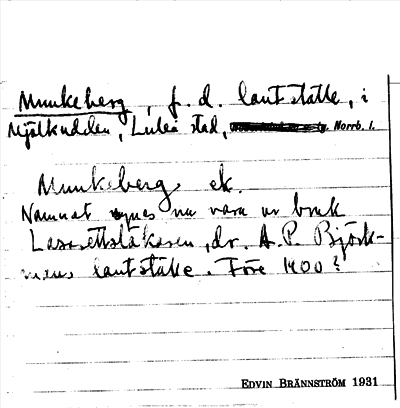 Munkeberg, f. d. lantställe, i
Mjölkudden, Luleå stad, Norrb. l.
Munkeberg ek.
Namnet synes nu vara ur bruk
Lasarettsläkaren, dr. A. P. Björk-
mans lantställe. Före 1900?
EDVIN BRÄNNSTRÖM 1931